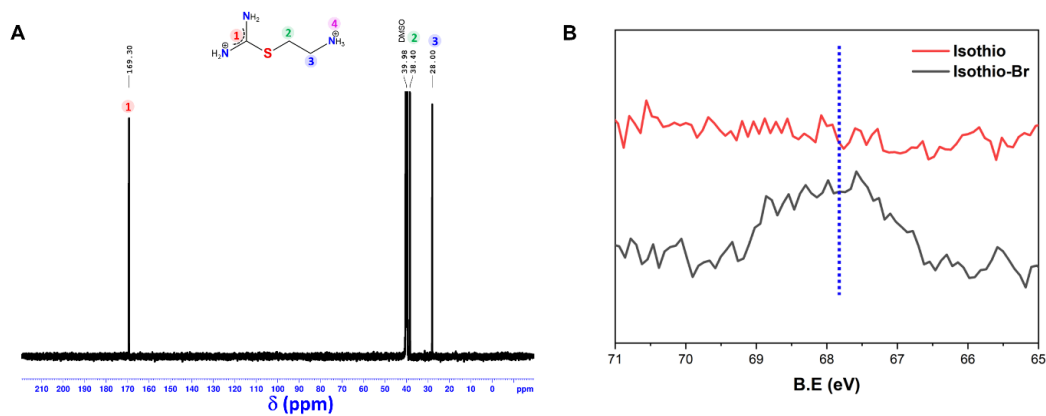 A
NH₂
1
H₂N
⊕
S
2
3
4
⊕
NH₃
169.30
39.98 DMSO
38.40
28.00
1
2
3
210 200 190 180 170 160 150 140 130 120 110 100 90 80 70 60 50 40 30 20 10 0 ppm
δ (ppm)
B
Isothio
Isothio-Br
71 70 69 68 67 66 65
B.E (eV)